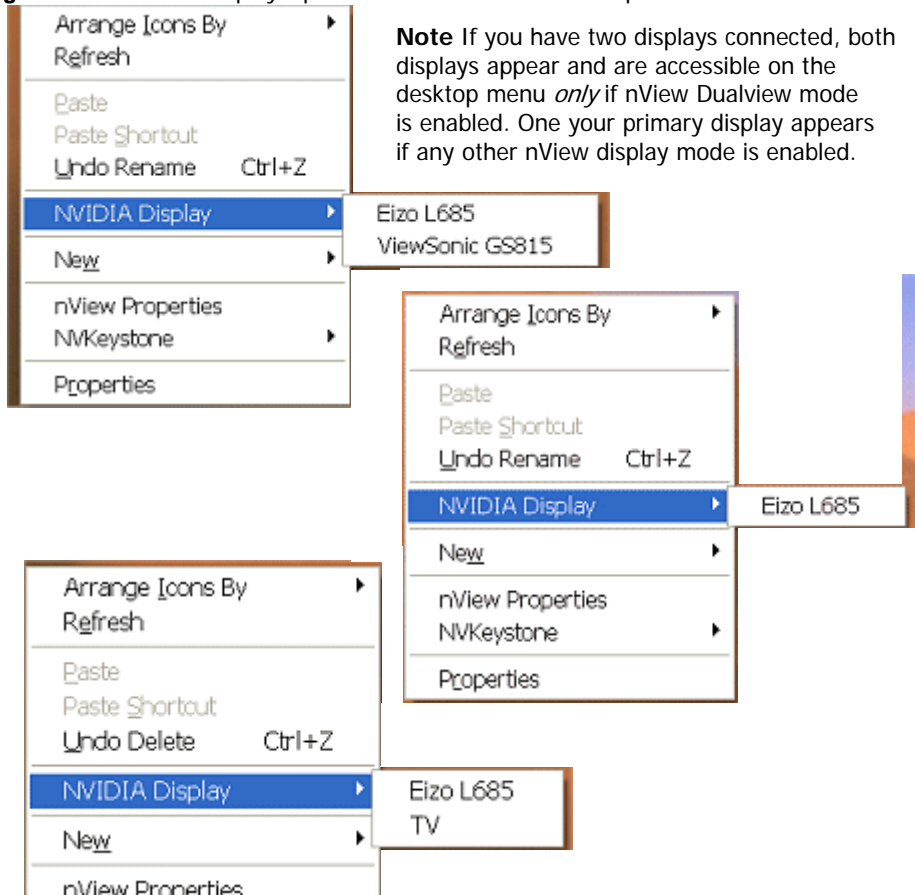 Arrange Icons By
Refresh
Paste
Paste Shortcut
Undo Rename Ctrl+Z
NVIDIA Display
Eizo L685
ViewSonic GS815
New
nView Properties
NVKeystone
Properties
Note If you have two displays connected, both
displays appear and are accessible on the
desktop menu only if nView Dualview mode
is enabled. One your primary display appears
if any other nView display mode is enabled.
Arrange Icons By
Refresh
Paste
Paste Shortcut
Undo Rename Ctrl+Z
NVIDIA Display
Eizo L685
New
nView Properties
NVKeystone
Properties
Arrange Icons By
Refresh
Paste
Paste Shortcut
Undo Delete Ctrl+Z
NVIDIA Display
Eizo L685
TV
New
nView Properties